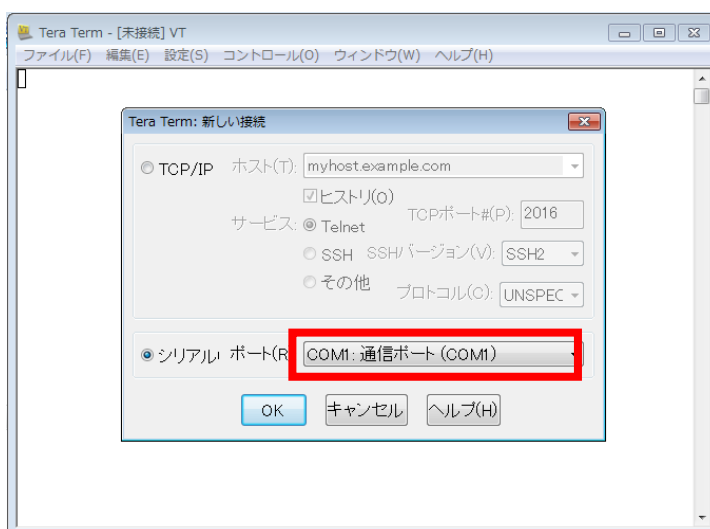 Tera Term - [未接続] VT
ファイル(F) 編集(E) 設定(S) コントロール(O) ウィンドウ(W) ヘルプ(H)
Tera Term: 新しい接続
TCP/IP ホスト(T): myhost.example.com
ヒストリ(O)
サービス: Telnet TCPポート#(P): 2016
SSH SSHバージョン(V): SSH2
その他 プロトコル(C): UNSPEC
シリアル ポート(R COM1: 通信ポート (COM1)
OK キャンセル ヘルプ(H)